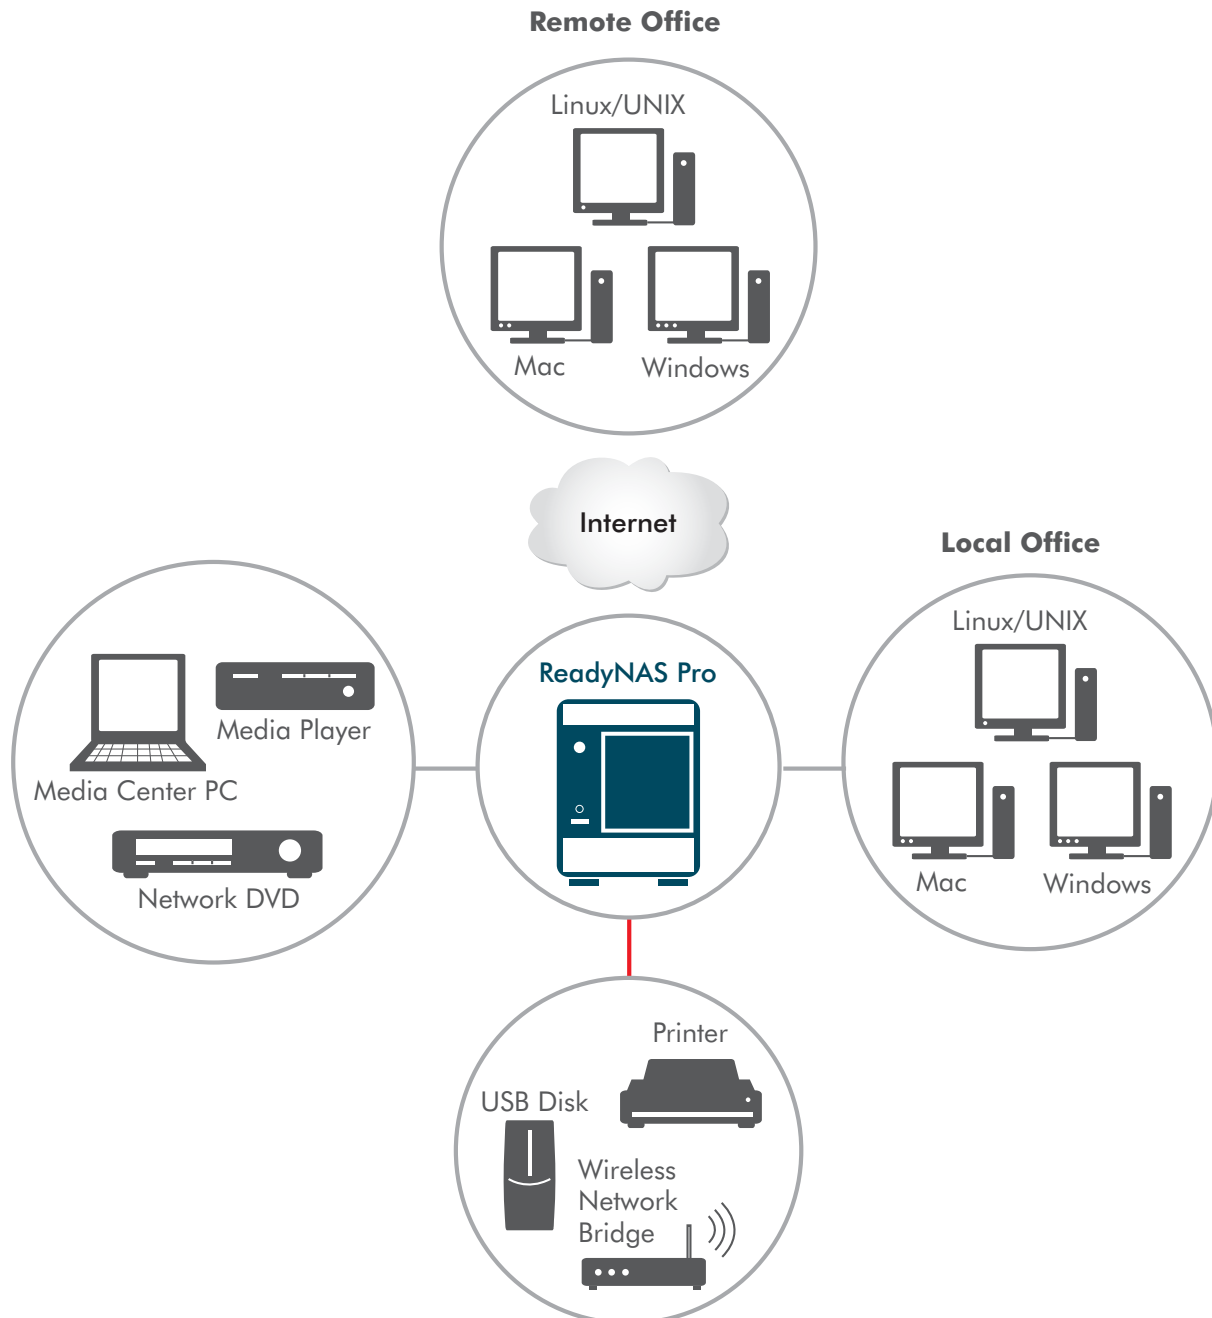 Remote Office
Linux/UNIX
Mac
Windows
Internet
Local Office
Linux/UNIX
Mac
Windows
ReadyNAS Pro
Media Player
Media Center PC
Network DVD
Printer
USB Disk
Wireless
Network
Bridge